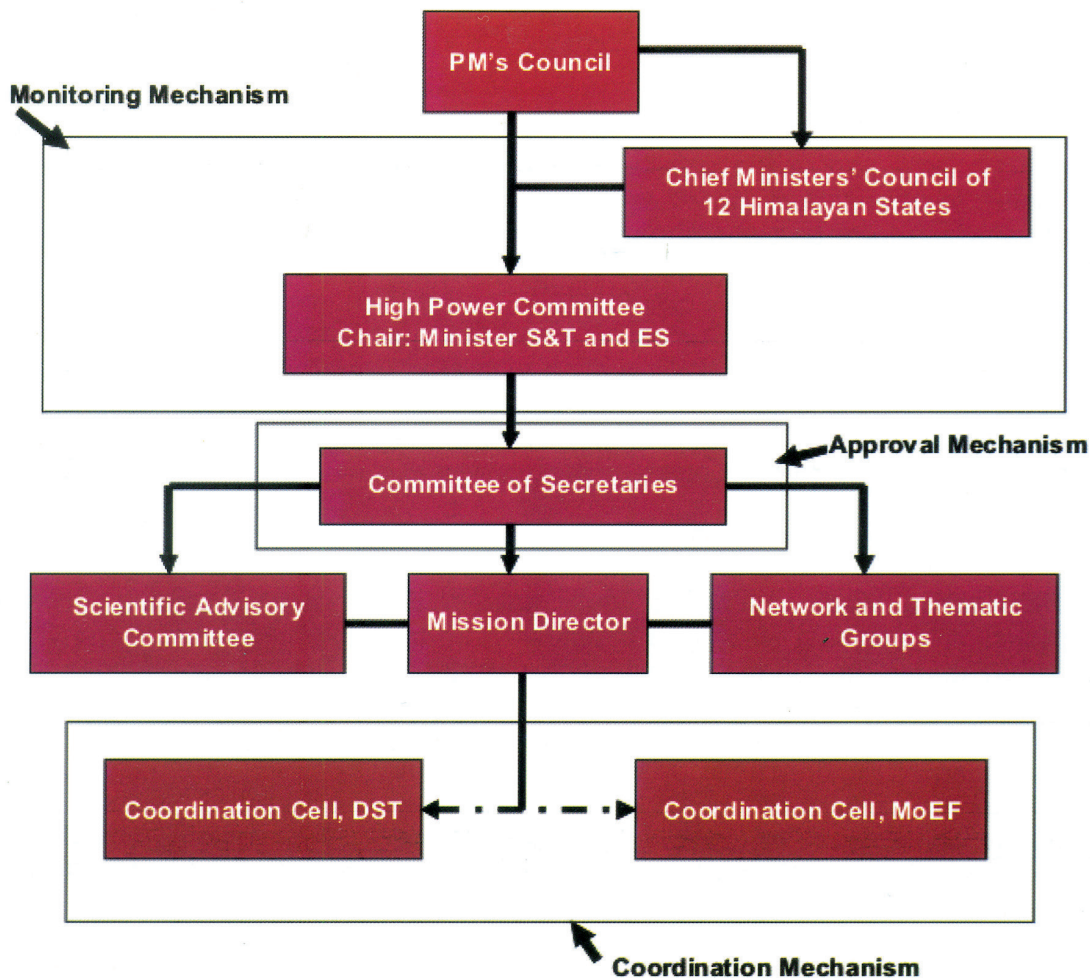 PM's Council
Monitoring Mechanism
Chief Ministers' Council of
12 Himalayan States
High Power Committee
Chair: Minister S&T and ES
Approval Mechanism
Committee of Secretaries
Scientific Advisory
Committee
Mission Director
Network and Thematic
Groups
Coordination Cell, DST
Coordination Cell, MoEF
Coordination Mechanism